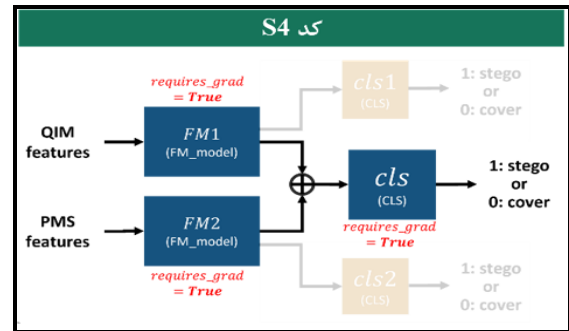 کد S4
requires_grad
= True
cls1
(CLS)
1: stego
or
0: cover
QIM
features
FM1
(FM_model)
cls
(CLS)
requires_grad
= True
1: stego
or
0: cover
PMS
features
FM2
(FM_model)
requires_grad
= True
cls2
(CLS)
1: stego
or
0: cover